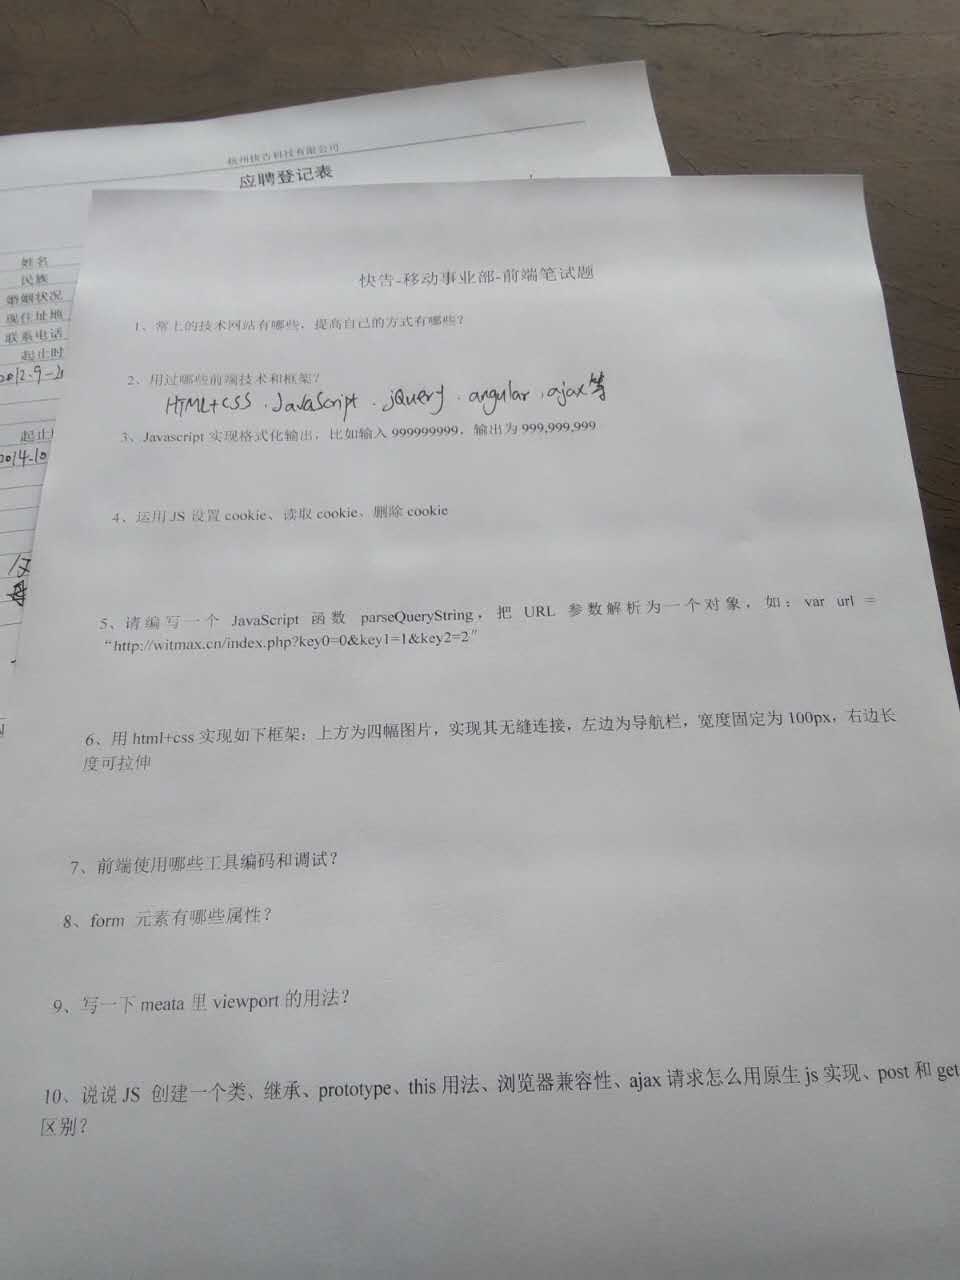 杭州快告科技有限公司
应聘登记表
姓名
民族
婚姻状况
现住址地
联系电话
起止时
2012-9-2
起止
2014-10
父
母
快告-移动事业部-前端笔试题
1、常上的技术网站有哪些，提高自己的方式有哪些？
2、用过哪些前端技术和框架？
HTML+CSS．JavaScript．jQuery．angular．ajax等
3、Javascript 实现格式化输出，比如输入 999999999，输出为 999,999,999
4、运用 JS 设置 cookie、读取 cookie、删除 cookie
5、请编写一个 JavaScript 函数 parseQueryString，把 URL 参数解析为一个对象，如：var url =
“http://witmax.cn/index.php?key0=0&key1=1&key2=2”
6、用 html+css 实现如下框架：上方为四幅图片，实现其无缝连接，左边为导航栏，宽度固定为 100px，右边长
度可拉伸
7、前端使用哪些工具编码和调试？
8、form 元素有哪些属性？
9、写一下 meata 里 viewport 的用法？
10、说说 JS 创建一个类、继承、prototype、this 用法、浏览器兼容性、ajax 请求怎么用原生 js 实现、post 和 get
区别？